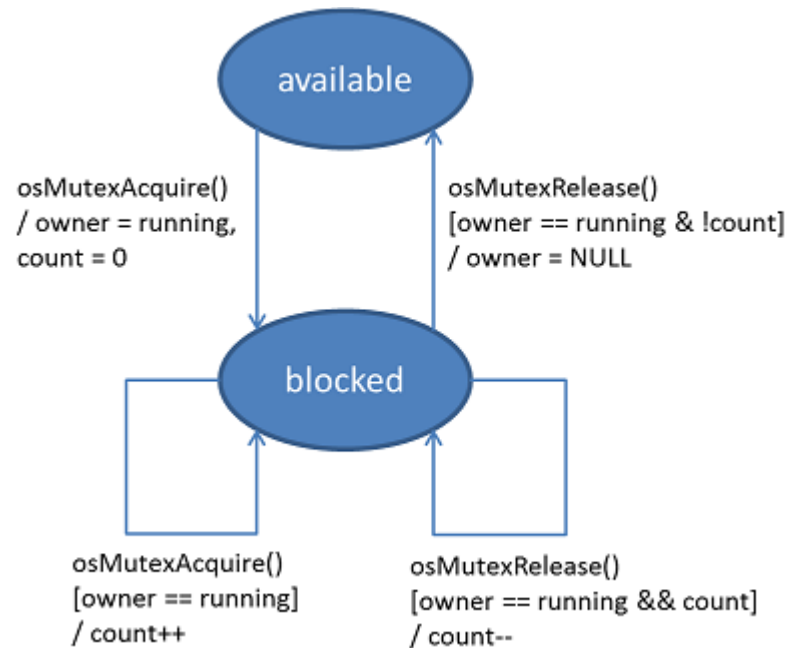 available
osMutexAcquire()
/ owner = running,
count = 0
osMutexRelease()
[owner == running & !count]
/ owner = NULL
blocked
osMutexAcquire()
[owner == running]
/ count++
osMutexRelease()
[owner == running && count]
/ count--